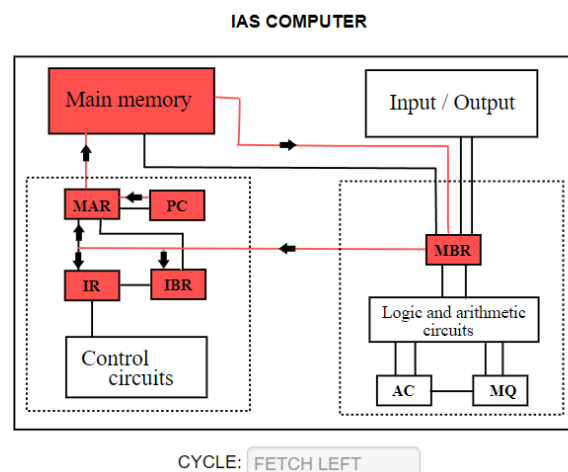 IAS COMPUTER
Main memory
Input / Output
MAR
PC
MBR
IR
IBR
Logic and arithmetic
circuits
Control
circuits
AC
MQ
CYCLE: FETCH LEFT